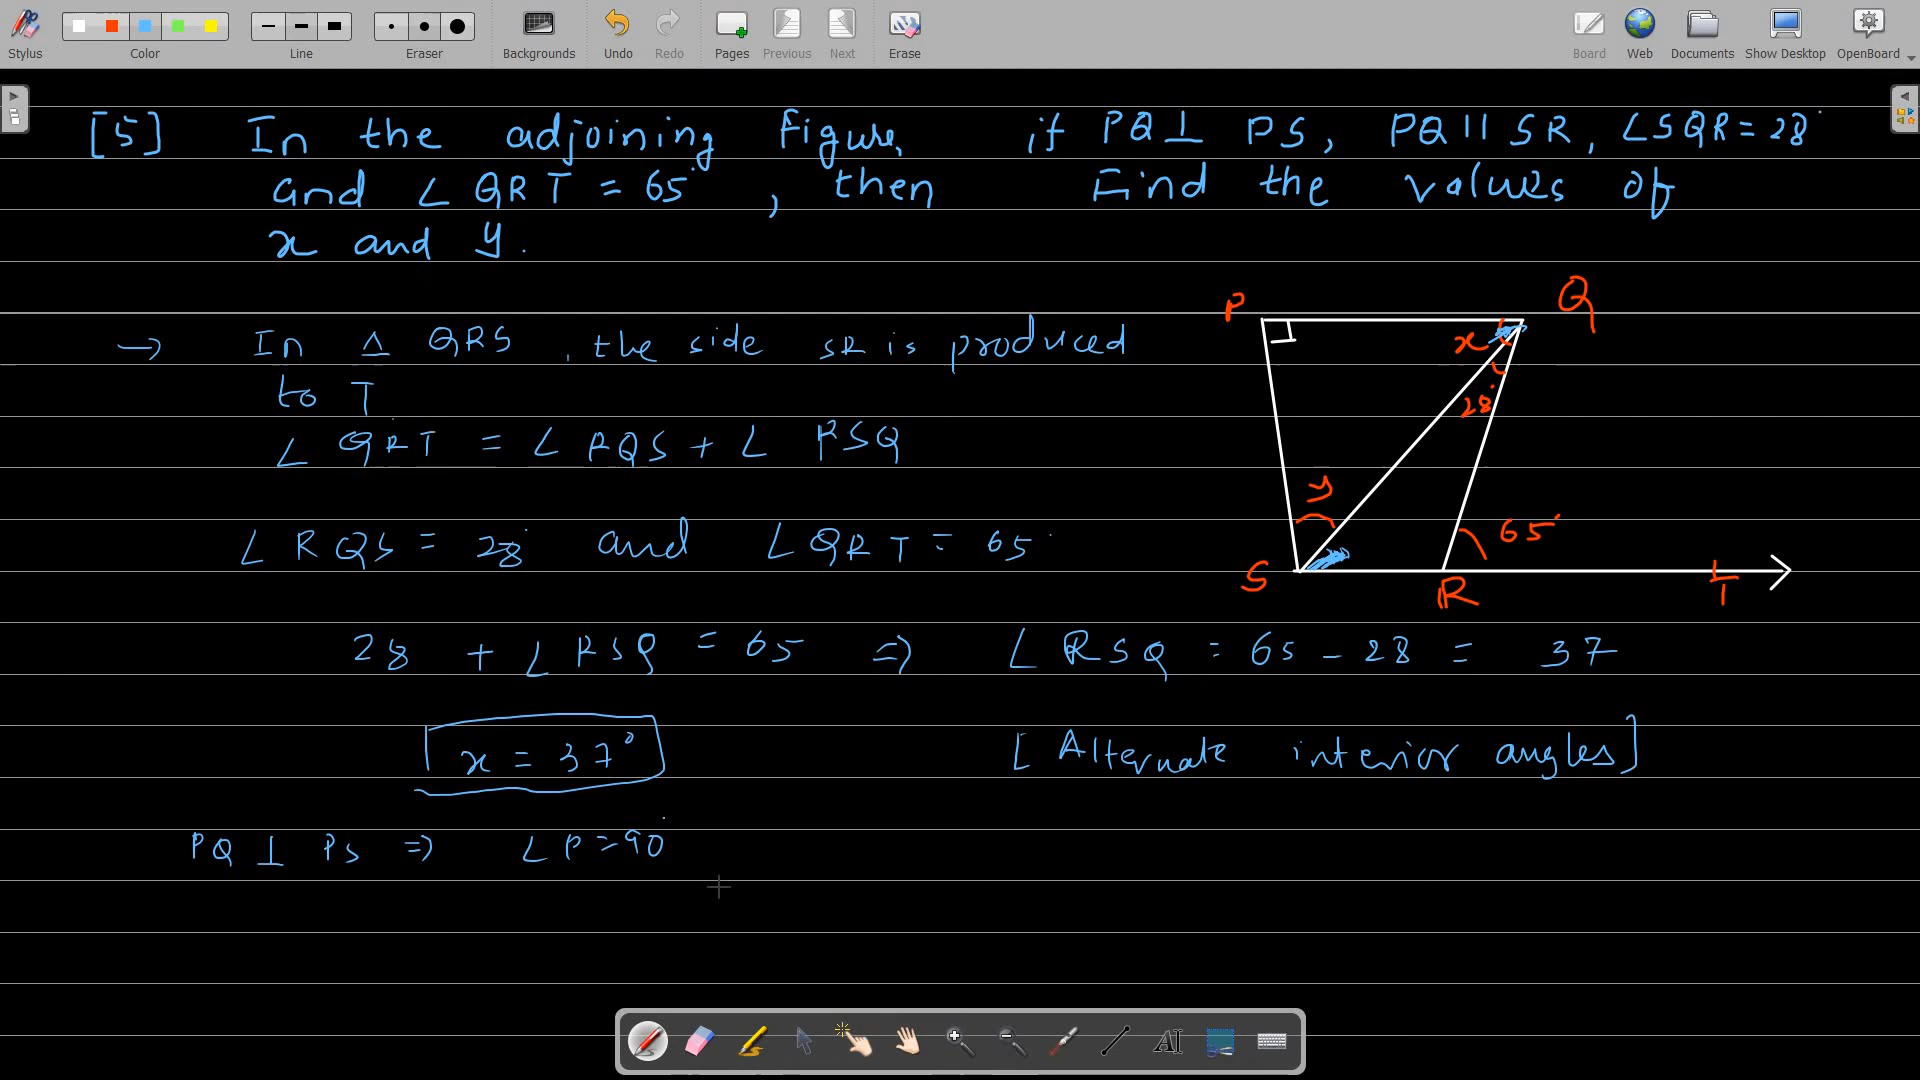 Stylus Color Line Eraser Backgrounds Undo Redo Pages Previous Next Erase Board Web Documents Show Desktop OpenBoard
[5] In the adjoining figure, if PQ ⊥ PS, PQ || SR, ∠SQR = 28°
and ∠QRT = 65°, then Find the values of
x and y.
P Q
→ In △ QRS, the side SR is produced
x
to T
28°
∠QRT = ∠RQS + ∠RSQ
y
∠RQS = 28° and ∠QRT = 65°
65°
S R T
28 + ∠RSQ = 65 ⇒ ∠RSQ = 65 - 28 = 37
x = 37° [Alternate interior angles]
PQ ⊥ PS ⇒ ∠P = 90°
AI